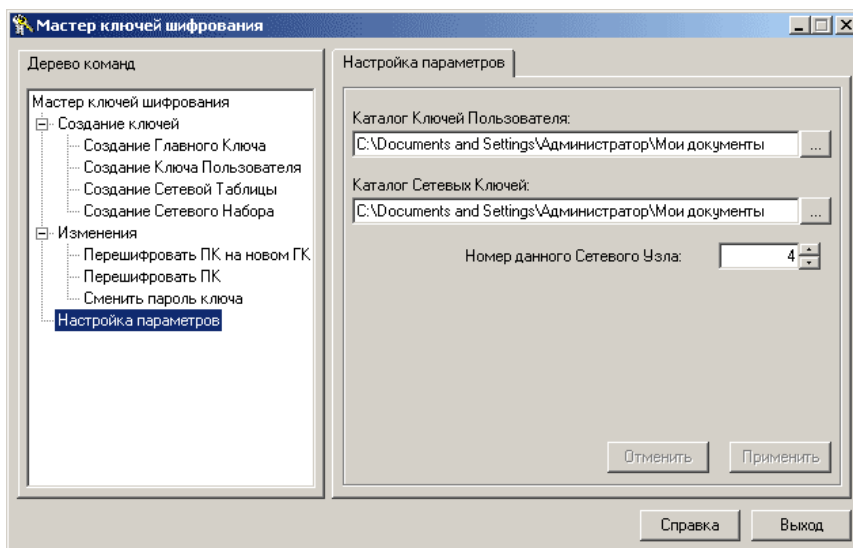 Мастер ключей шифрования
Дерево команд
Мастер ключей шифрования
Создание ключей
Создание Главного Ключа
Создание Ключа Пользователя
Создание Сетевой Таблицы
Создание Сетевого Набора
Изменения
Перешифровать ПК на новом ГК
Перешифровать ПК
Сменить пароль ключа
Настройка параметров
Настройка параметров
Каталог Ключей Пользователя:
C:\Documents and Settings\Администратор\Мои документы ...
Каталог Сетевых Ключей:
C:\Documents and Settings\Администратор\Мои документы ...
Номер данного Сетевого Узла: 4
Отменить Применить
Справка Выход